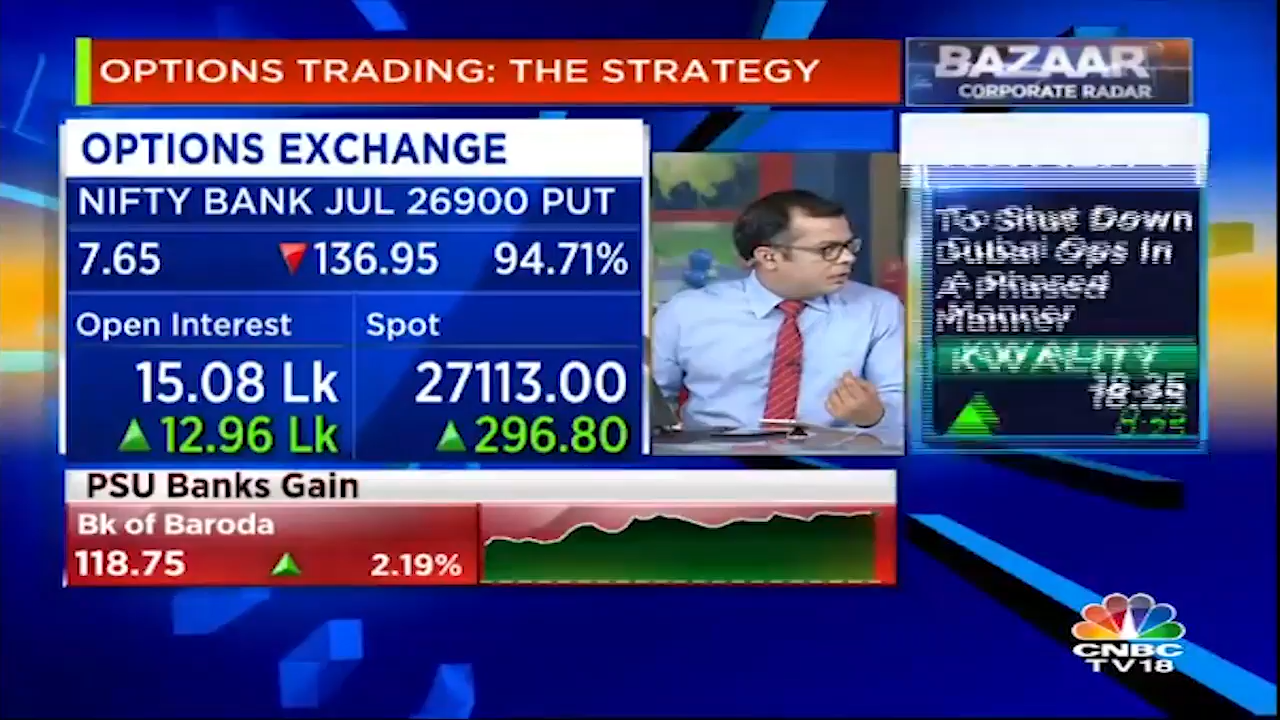 OPTIONS TRADING: THE STRATEGY
BAZAAR
CORPORATE RADAR
OPTIONS EXCHANGE
NIFTY BANK JUL 26900 PUT
7.65 136.95 94.71%
Open Interest Spot
15.08 Lk 27113.00
12.96 Lk 296.80
To Shut Down
Dubai Ops In
A Phased
Manner
KWALITY
PSU Banks Gain
Bk of Baroda
118.75 2.19%
CNBC
TV18